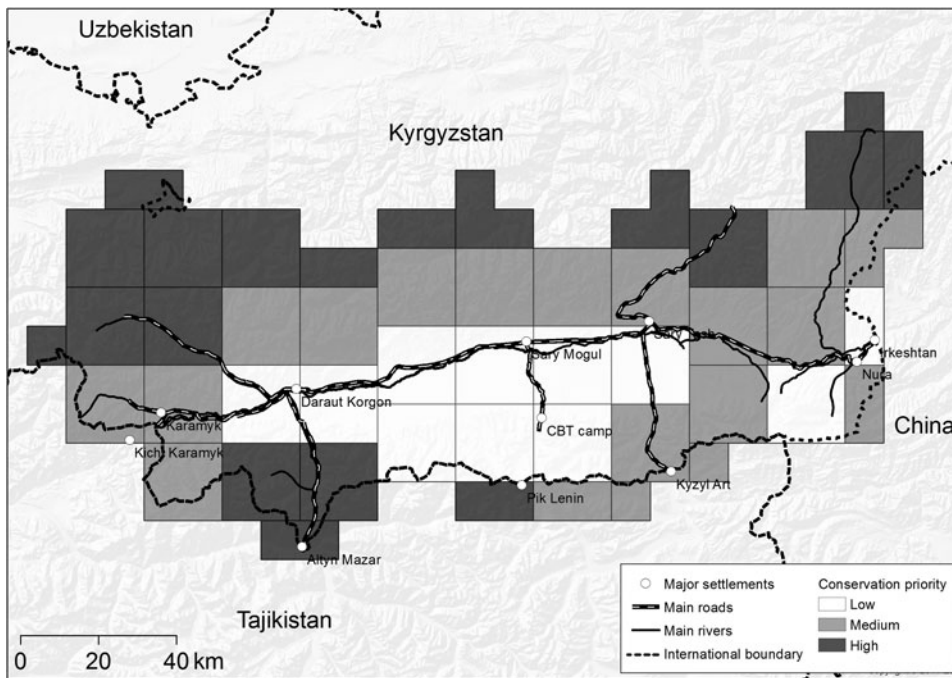 Uzbekistan
Kyrgyzstan
Sary Mogul
Irkeshtan
Nura
Daraut Korgon
Karamyk
CBT camp
China
Kichi Karamyk
Kyzyl Art
Pik Lenin
Altyn Mazar
Tajikistan
Major settlements
Main roads
Main rivers
International boundary
Conservation priority
Low
Medium
High
0 20 40 km